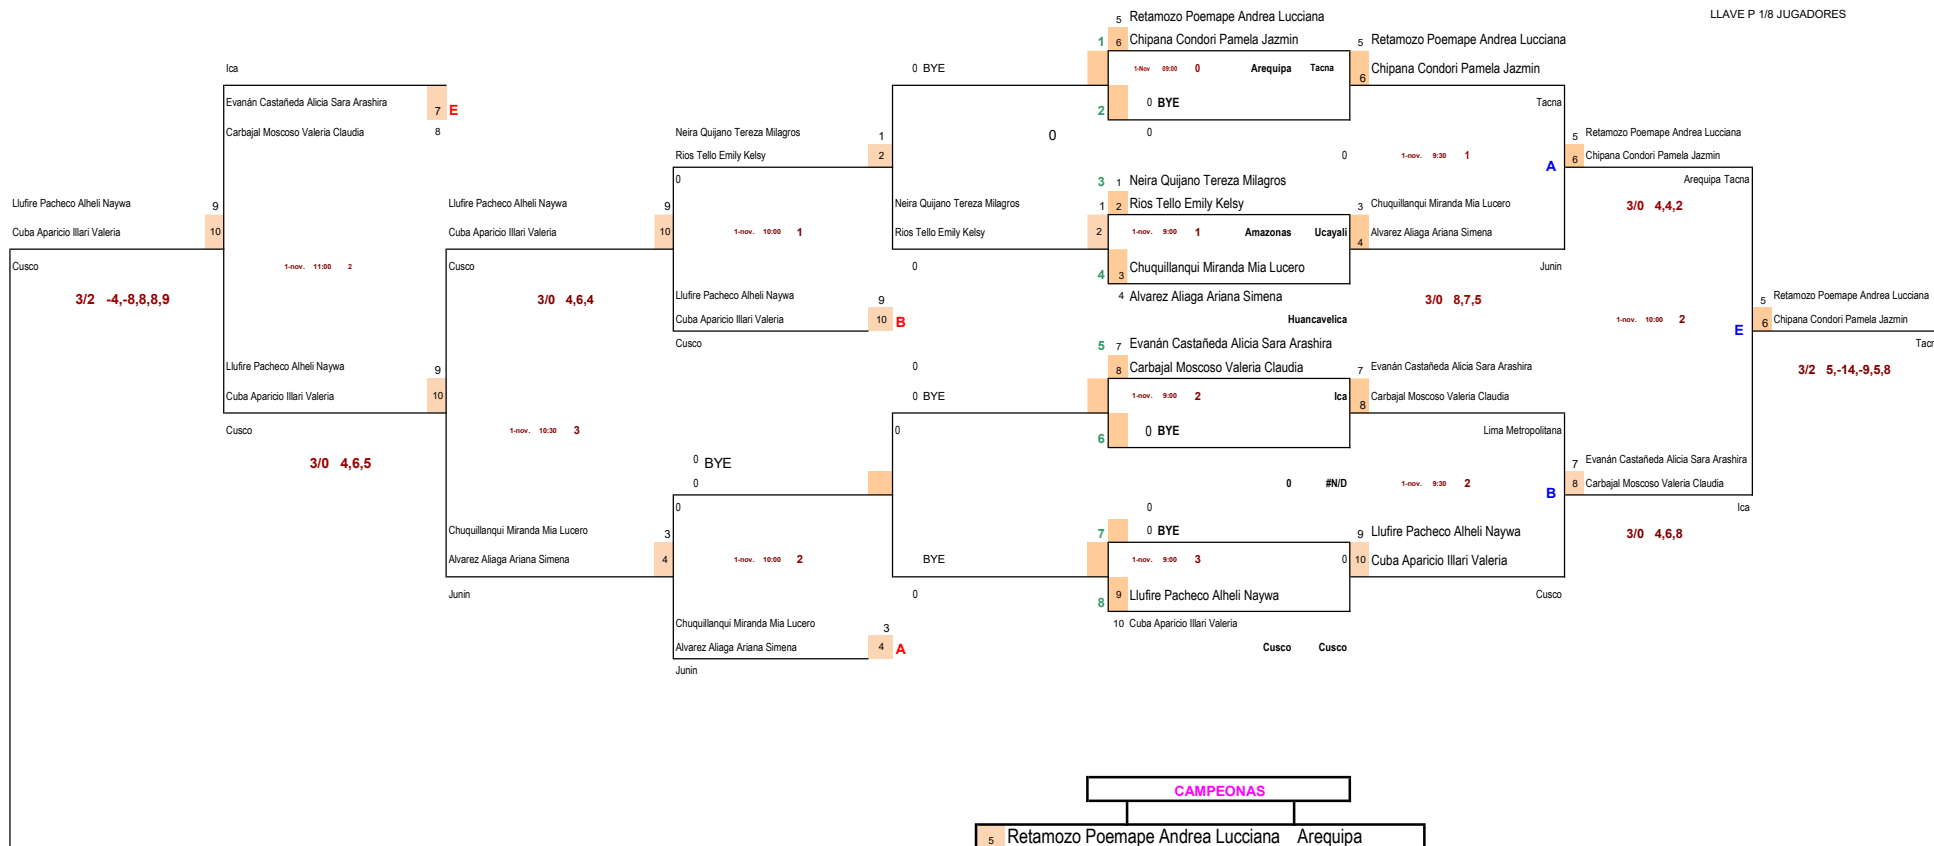 LLAVE P 1/8 JUGADORES
5 Retamozo Poemape Andrea Lucciana
1 6 Chipana Condori Pamela Jazmin
5 Retamozo Poemape Andrea Lucciana
6 Chipana Condori Pamela Jazmin
0 BYE
1-Nov 09:00 0 Arequipa Tacna
2 0 BYE
0
Tacna
Ica
Evanán Castañeda Alicia Sara Arashira 7 E
Carbajal Moscoso Valeria Claudia 8
Neira Quijano Tereza Milagros 1
Rios Tello Emily Kelsy 2
0
0
0 1-nov. 9:30 1 A
5 Retamozo Poemape Andrea Lucciana
6 Chipana Condori Pamela Jazmin
Arequipa Tacna
3/0 4,4,2
3 1 Neira Quijano Tereza Milagros
2 Rios Tello Emily Kelsy
Neira Quijano Tereza Milagros 1
Rios Tello Emily Kelsy 2
0
1-nov. 9:00 1 Amazonas Ucayali
3 Chuquillanqui Miranda Mia Lucero
4 Alvarez Aliaga Ariana Simena
Junin
4 3 Chuquillanqui Miranda Mia Lucero
4 Alvarez Aliaga Ariana Simena
Huancavelica
3/0 8,7,5
Llufire Pacheco Alheli Naywa 9
Cuba Aparicio Illari Valeria 10
Cusco
3/2 -4,-8,8,8,9
1-nov. 11:00 2
Llufire Pacheco Alheli Naywa 9
Cuba Aparicio Illari Valeria 10
Cusco
3/0 4,6,4
1-nov. 10:00 1
Llufire Pacheco Alheli Naywa 9
Cuba Aparicio Illari Valeria 10 B
Cusco
1-nov. 10:00 2 E
5 Retamozo Poemape Andrea Lucciana
6 Chipana Condori Pamela Jazmin
Tacn
3/2 5,-14,-9,5,8
5 7 Evanán Castañeda Alicia Sara Arashira
8 Carbajal Moscoso Valeria Claudia
0
0 BYE
0
1-nov. 9:00 2 Ica
7 Evanán Castañeda Alicia Sara Arashira
8 Carbajal Moscoso Valeria Claudia
Lima Metropolitana
6 0 BYE
Llufire Pacheco Alheli Naywa 9
Cuba Aparicio Illari Valeria 10
Cusco
3/0 4,6,5
1-nov. 10:30 3
0 BYE
0
0
0 #N/D 1-nov. 9:30 2 B
7 Evanán Castañeda Alicia Sara Arashira
8 Carbajal Moscoso Valeria Claudia
Ica
3/0 4,6,8
0
7 0 BYE
1-nov. 9:00 3 0
9 Llufire Pacheco Alheli Naywa
10 Cuba Aparicio Illari Valeria
Cusco
BYE
0
8 9 Llufire Pacheco Alheli Naywa
10 Cuba Aparicio Illari Valeria
Cusco Cusco
Chuquillanqui Miranda Mia Lucero 3
Alvarez Aliaga Ariana Simena 4
Junin
1-nov. 10:00 2
Chuquillanqui Miranda Mia Lucero 3
Alvarez Aliaga Ariana Simena 4 A
Junin
CAMPEONAS
5 Retamozo Poemape Andrea Lucciana Arequipa